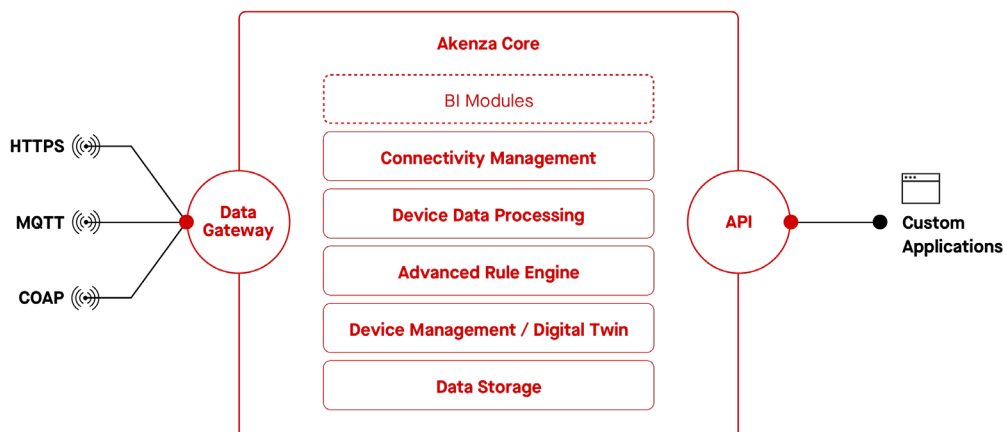 Akenza Core
BI Modules
HTTPS
Connectivity Management
Data
Gateway
MQTT
Device Data Processing
API
Custom
Applications
Advanced Rule Engine
COAP
Device Management / Digital Twin
Data Storage